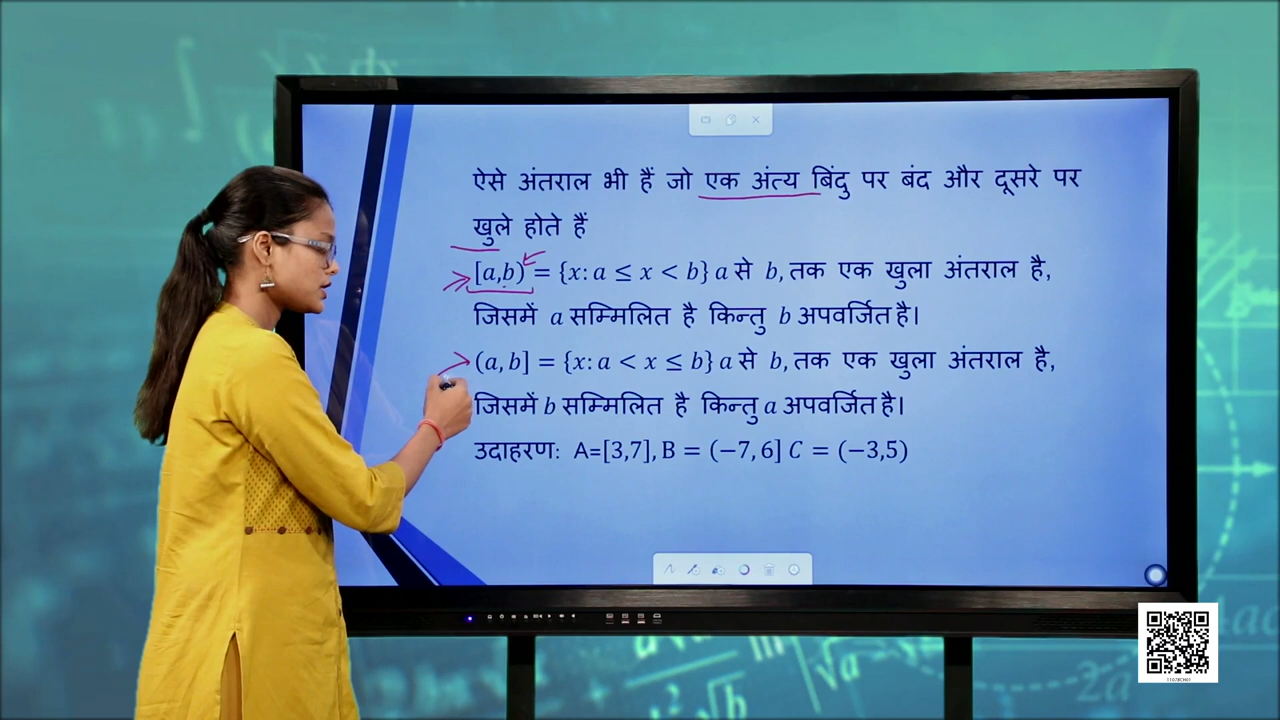 ऐसे अंतराल भी हैं जो एक अंत्य बिंदु पर बंद और दूसरे पर
खुले होते हैं
[a,b) = {x: a ≤ x < b} a से b, तक एक खुला अंतराल है,
जिसमें a सम्मिलित है किन्तु b अपवर्जित है।
(a, b] = {x: a < x ≤ b} a से b, तक एक खुला अंतराल है,
जिसमें b सम्मिलित है किन्तु a अपवर्जित है।
उदाहरणः A=[3,7], B = (−7, 6] C = (−3,5)
1107BCH01